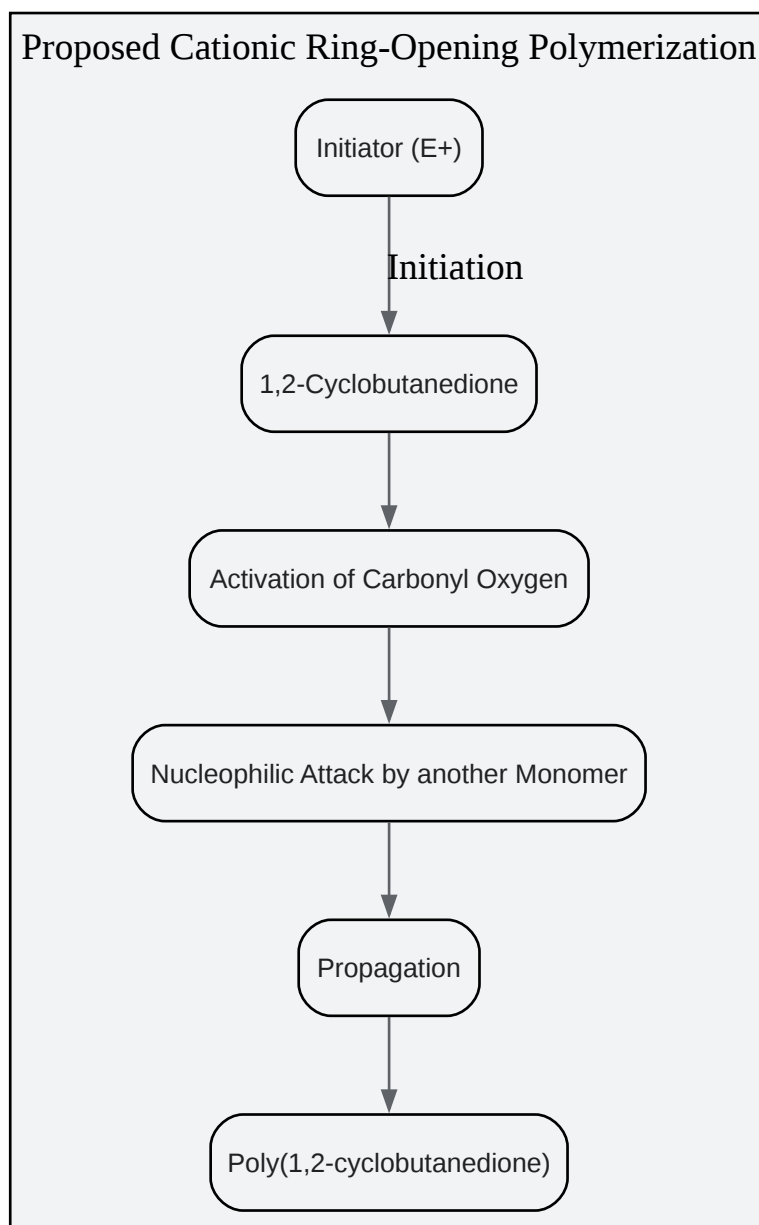 Proposed Cationic Ring-Opening Polymerization
Initiator (E+)
Initiation
1,2-Cyclobutanedione
Activation of Carbonyl Oxygen
Nucleophilic Attack by another Monomer
Propagation
Poly(1,2-cyclobutanedione)